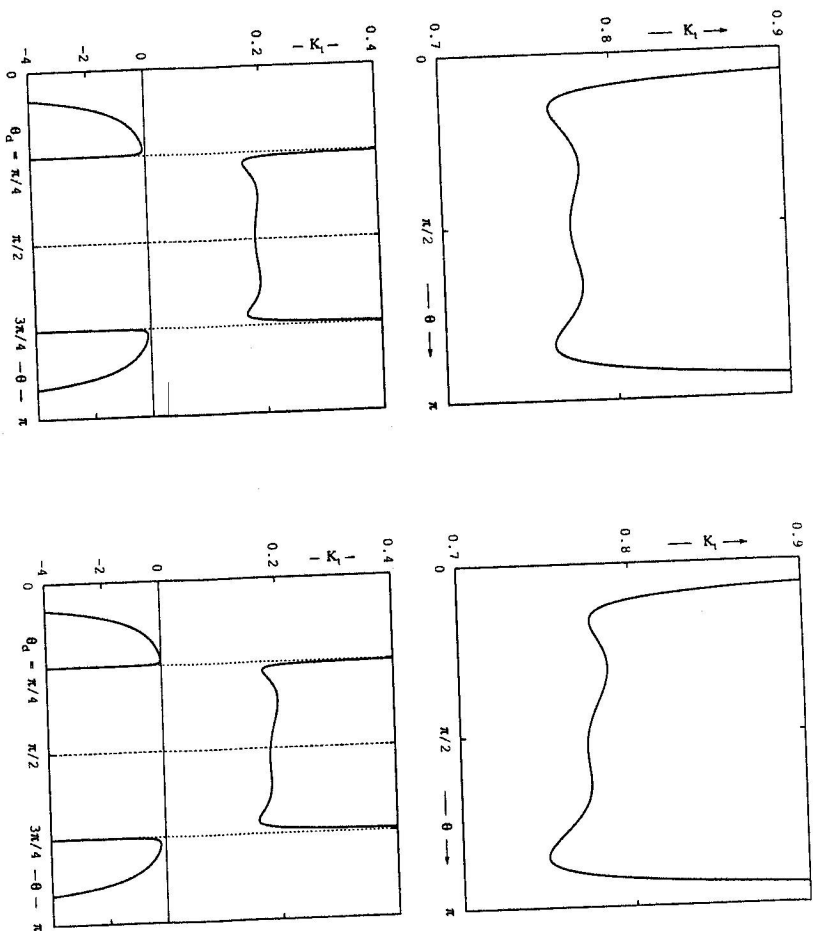 0.9 0.9
— K₁ → — K₁ →
0.8 0.8
0.7 0.7
0 π/2 — θ → π 0 π/2 — θ → π
0.4 0.4
– K₁ – – K₁ –
0.2 0.2
0 0
-2 -2
-4 -4
0 θd = π/4 π/2 3π/4 –θ– π 0 θd = π/4 π/2 3π/4 –θ– π